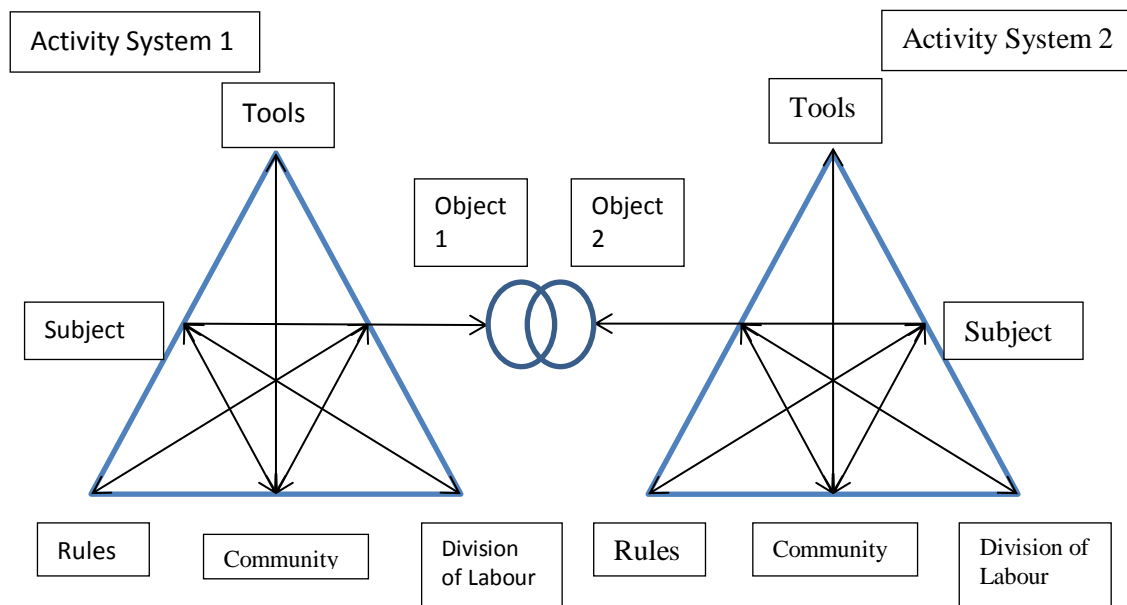 Activity System 1
Activity System 2
Tools
Tools
Object
1
Object
2
Subject
Subject
Rules
Community
Division
of Labour
Rules
Community
Division of
Labour